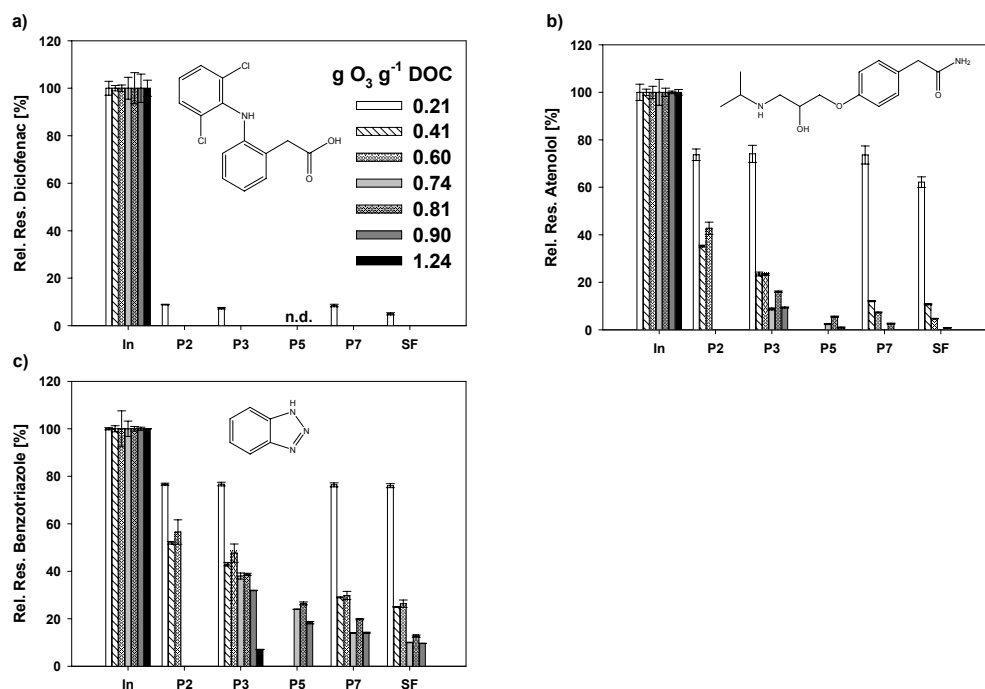 a)
Rel. Res. Diclofenac [%]
120
100
80
60
40
20
0
Cl
NH
Cl
OH
O
g O3 g-1 DOC
0.21
0.41
0.60
0.74
0.81
0.90
1.24
n.d.
In P2 P3 P5 P7 SF
b)
Rel. Res. Atenolol [%]
120
100
80
60
40
20
0
NH2
O
O
N
H
OH
In P2 P3 P5 P7 SF
c)
Rel. Res. Benzotriazole [%]
120
100
80
60
40
20
0
H
N
N
N
In P2 P3 P5 P7 SF